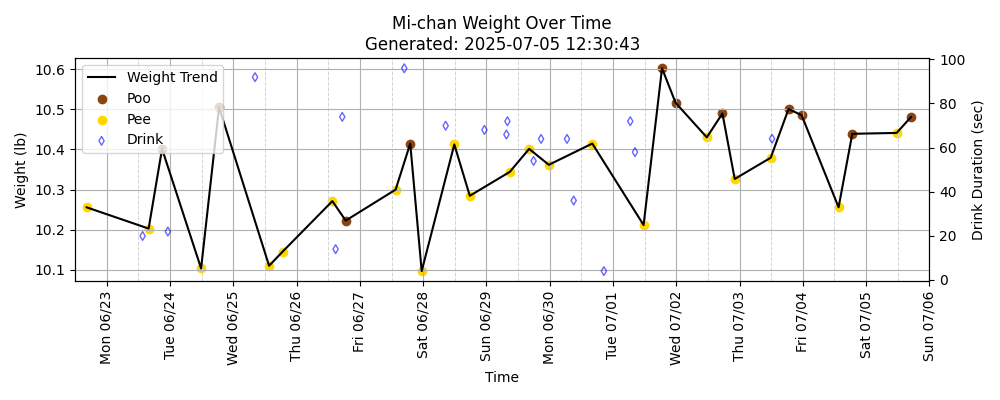 Mi-chan Weight Over Time
Generated: 2025-07-05 12:30:43
Weight (lb)
10.6
10.5
10.4
10.3
10.2
10.1
Weight Trend
Poo
Pee
Drink
100
80
60
40
20
0
Drink Duration (sec)
Mon 06/23
Tue 06/24
Wed 06/25
Thu 06/26
Fri 06/27
Sat 06/28
Sun 06/29
Mon 06/30
Tue 07/01
Wed 07/02
Thu 07/03
Fri 07/04
Sat 07/05
Sun 07/06
Time